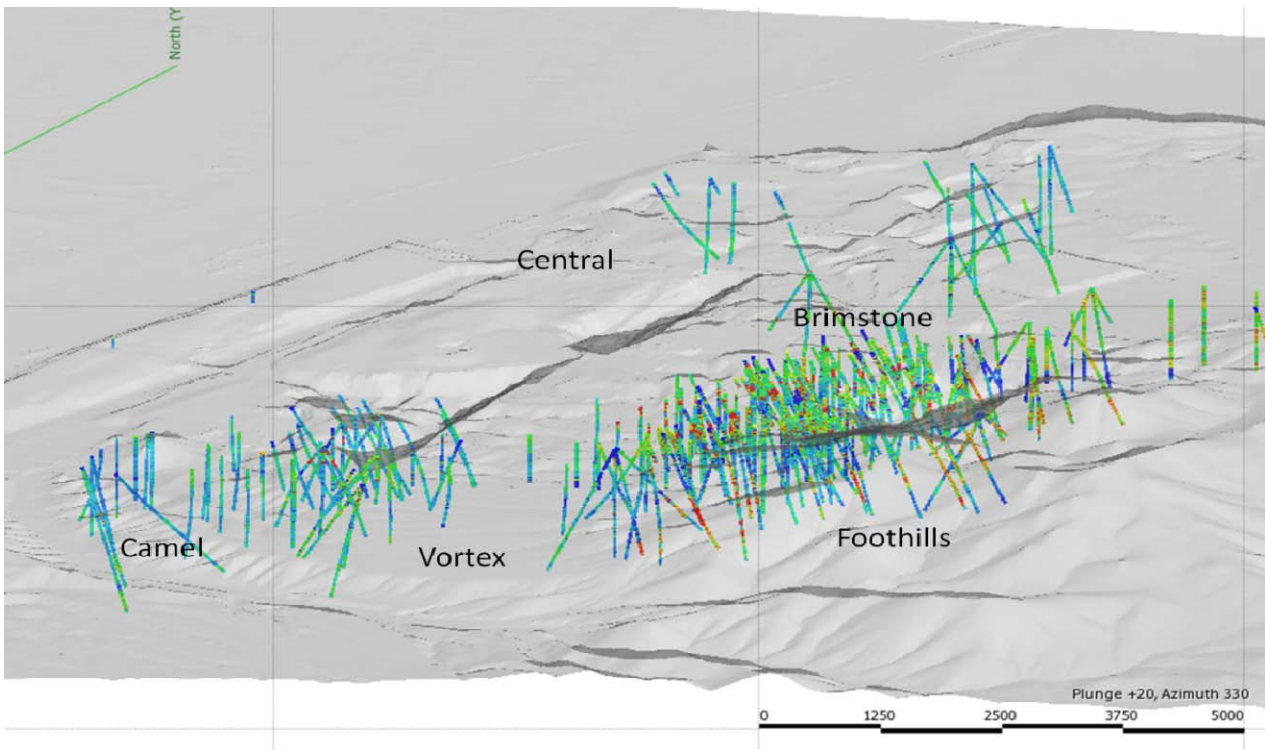 North (Y
Central
Brimstone
Foothills
Camel
Vortex
Plunge +20, Azimuth 330
0 1250 2500 3750 5000